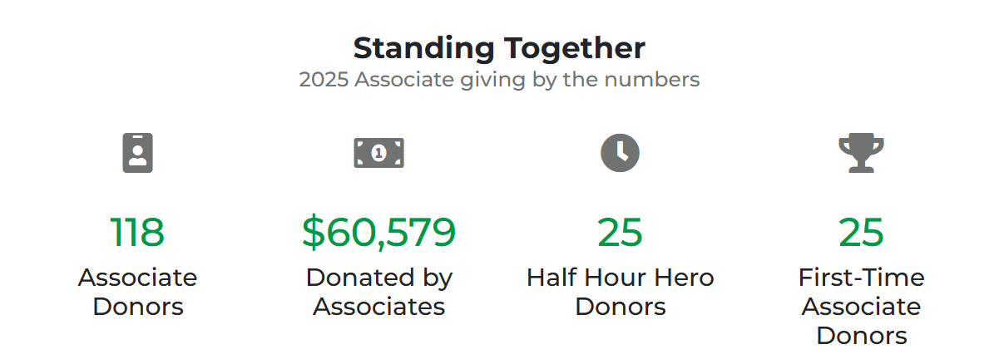 Standing Together
2025 Associate giving by the numbers
1
118
Associate
Donors
$60,579
Donated by
Associates
25
Half Hour Hero
Donors
25
First-Time
Associate
Donors